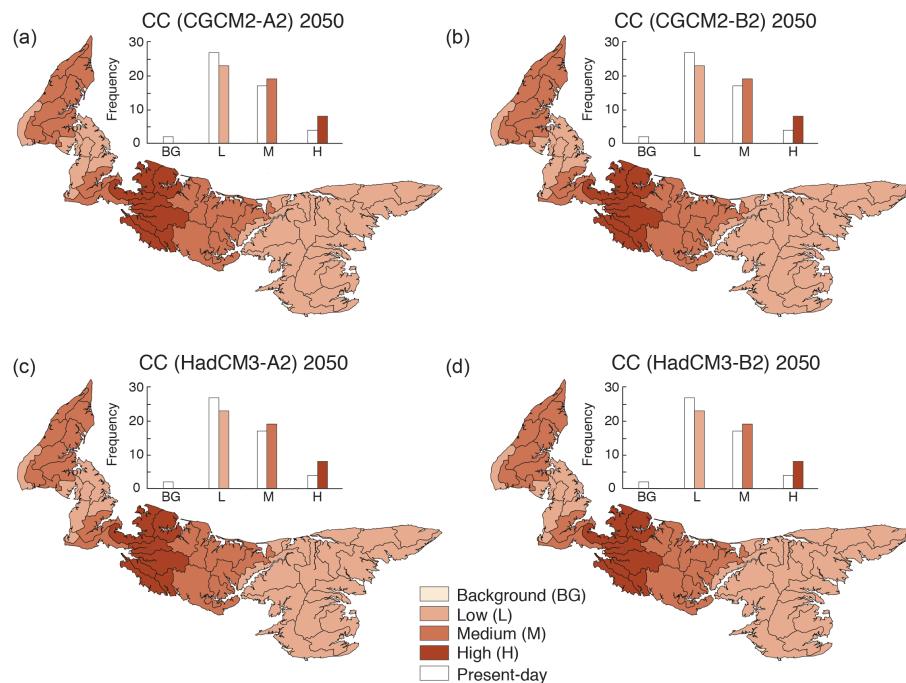 (a)
CC (CGCM2-A2) 2050
30
20
10
0
Frequency
BG L M H
(b)
CC (CGCM2-B2) 2050
30
20
10
0
Frequency
BG L M H
(c)
CC (HadCM3-A2) 2050
30
20
10
0
Frequency
BG L M H
(d)
CC (HadCM3-B2) 2050
30
20
10
0
Frequency
BG L M H
Background (BG)
Low (L)
Medium (M)
High (H)
Present-day